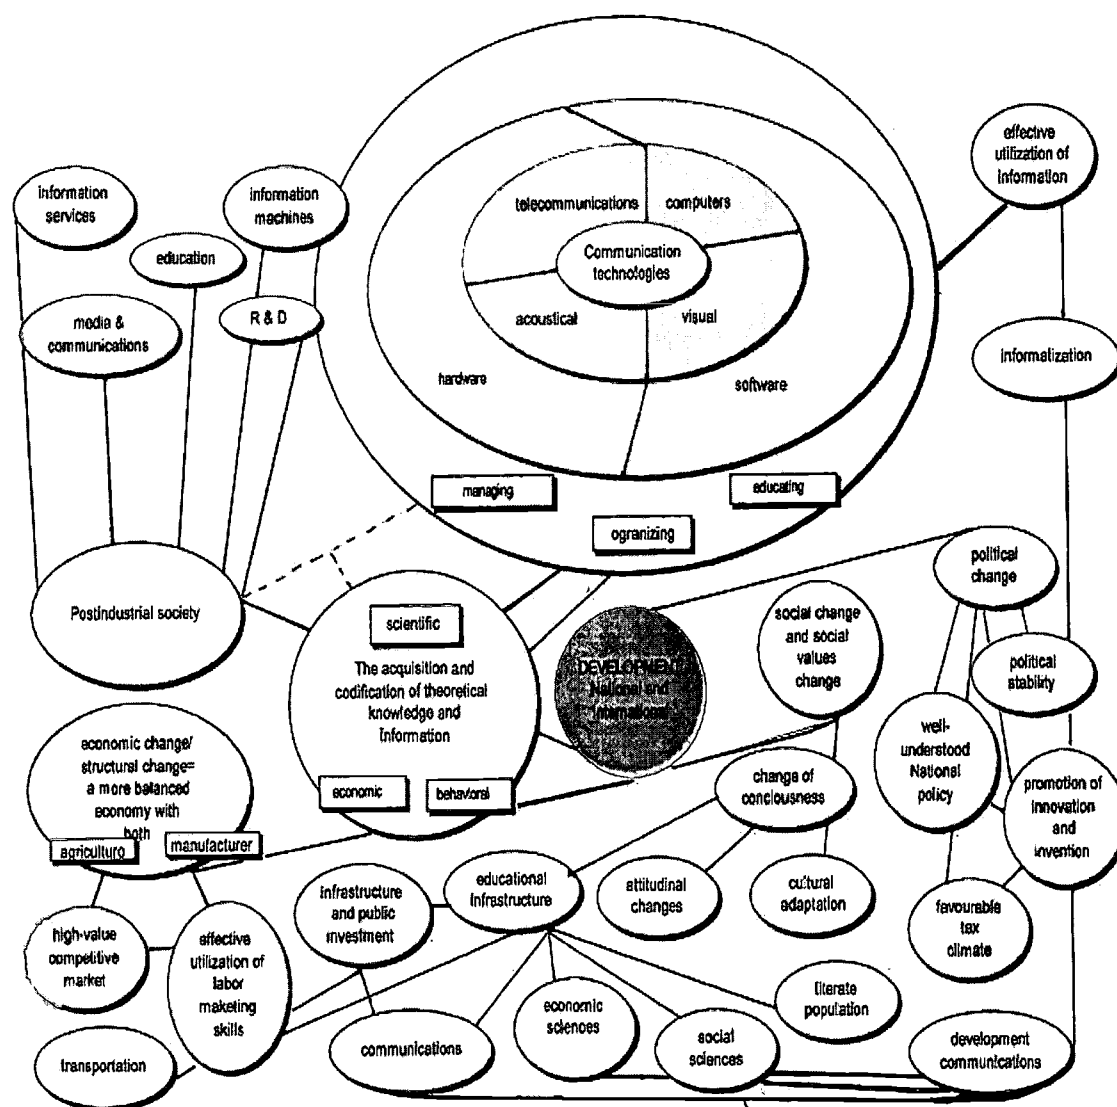 effective
utilization of
information
information
services
information
machines
telecommunications
computers
education
Communication
technologies
media &
communications
R & D
acoustical
visual
informalization
hardware
software
managing
educating
ogranizing
political
change
Postindustrial society
scientific
social change
and social
values
change
The acquisition and
codification of theoretical
knowledge and
Information
DEVELOPMENT
National and
International
political
stability
economic change/
structural change=
a more balanced
economy with
both
agriculturo
manufacturer
economic
behavioral
change of
conciousness
well-
understood
National
policy
promotion of
innovation
and
invention
infrastructure
and public
investment
educational
infrastructure
attitudinal
changes
cultural
adaptation
favourable
tax
climate
high-value
competitive
market
effective
utilization of
labor
maketing
skills
economic
sciences
literate
population
transportation
communications
social
sciences
development
communications